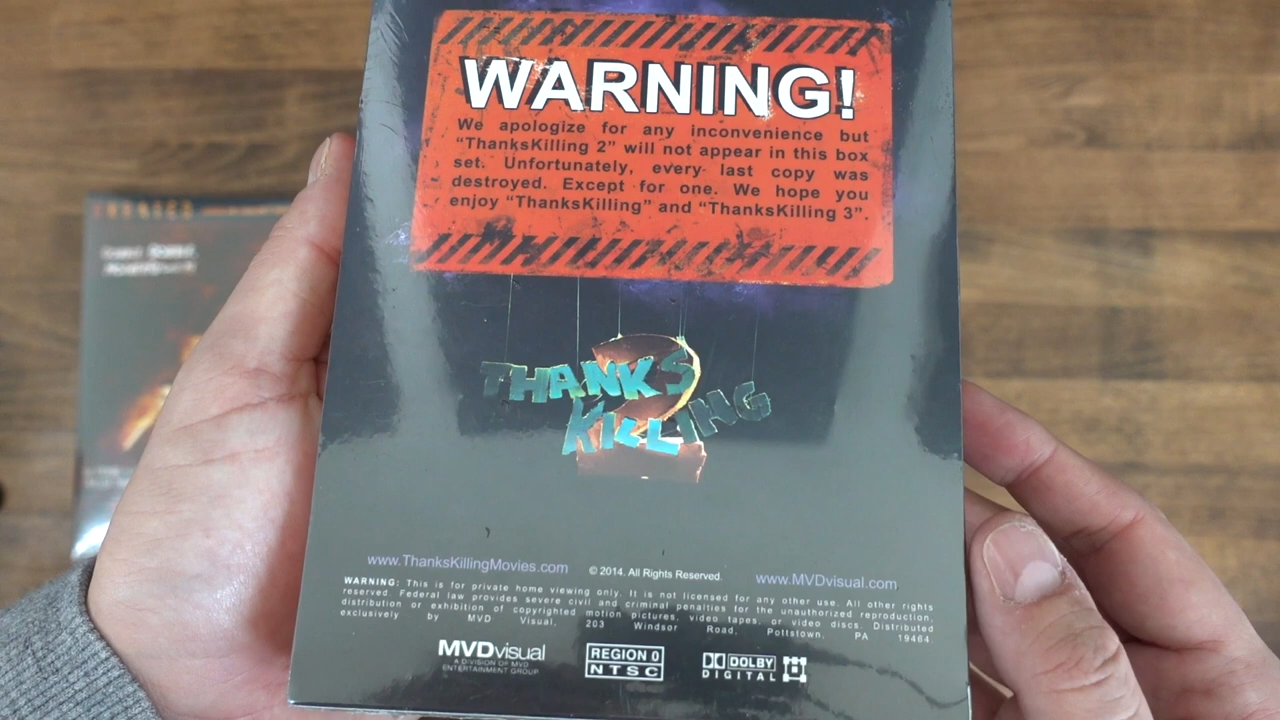 WARNING!
We apologize for any inconvenience but
"ThanksKilling 2" will not appear in this box
set. Unfortunately, every last copy was
destroyed. Except for one. We hope you
enjoy "ThanksKilling" and "ThanksKilling 3".
THANKS
KILLING
2
www.ThanksKillingMovies.com © 2014. All Rights Reserved. www.MVDvisual.com
WARNING: This is for private home viewing only. It is not licensed for any other use. All other rights
reserved. Federal law provides severe civil and criminal penalties for the unauthorized reproduction,
distribution or exhibition of copyrighted motion pictures, video tapes, or video discs. Distributed
exclusively by MVD Visual, 203 Windsor Road, Pottstown, PA 19464
MVDvisual
A DIVISION OF MVD
ENTERTAINMENT GROUP
REGION 0
NTSC
DOLBY
DIGITAL